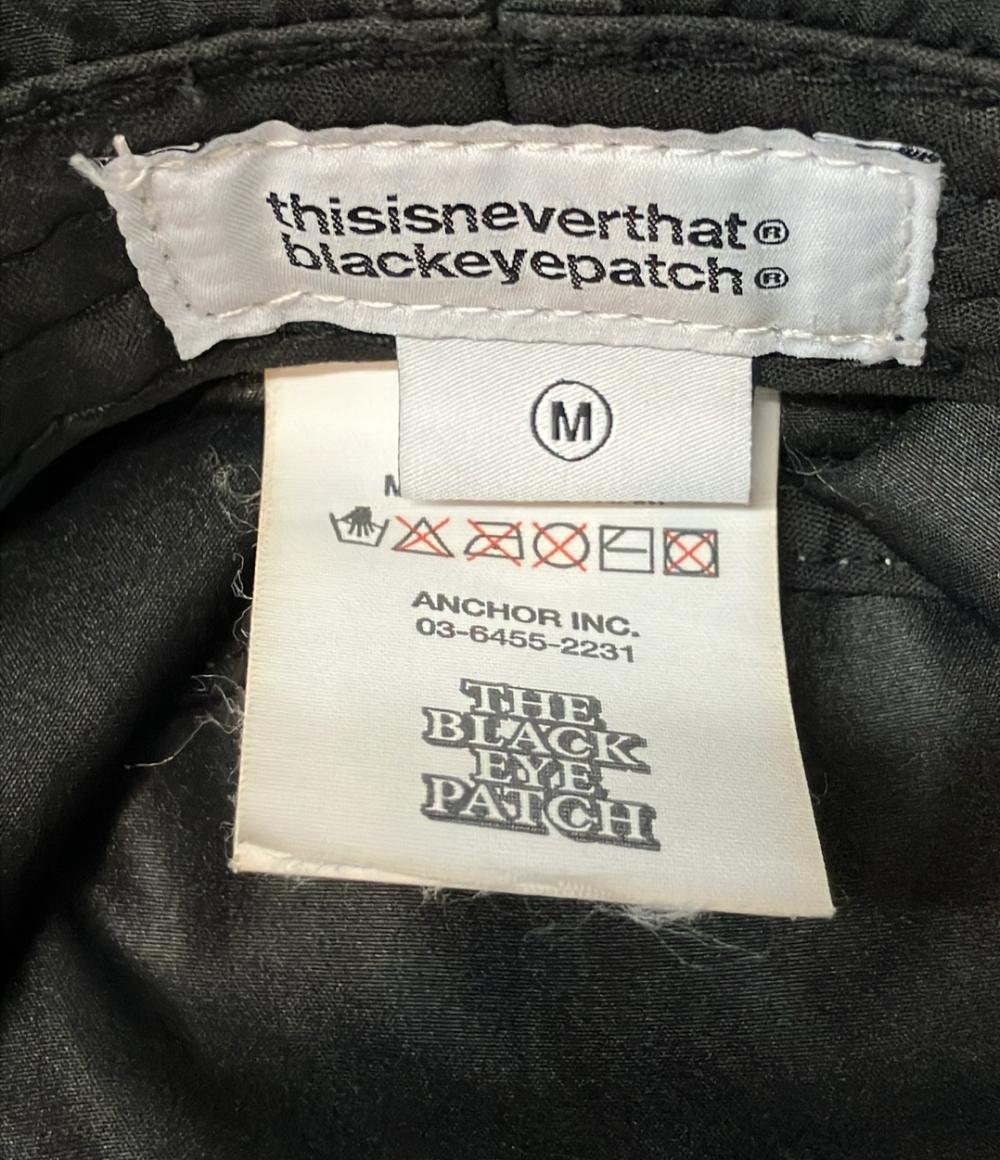 thisisneverthat®
blackeyepatch®
M
ANCHOR INC.
03-6455-2231
THE
BLACK
EYE
PATCH